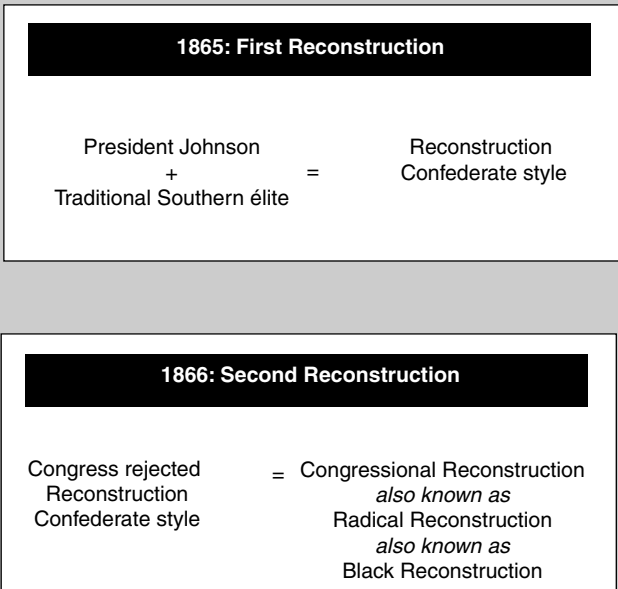 1865: First Reconstruction
President Johnson
+
Traditional Southern élite
=
Reconstruction
Confederate style
1866: Second Reconstruction
Congress rejected
Reconstruction
Confederate style
=
Congressional Reconstruction
also known as
Radical Reconstruction
also known as
Black Reconstruction